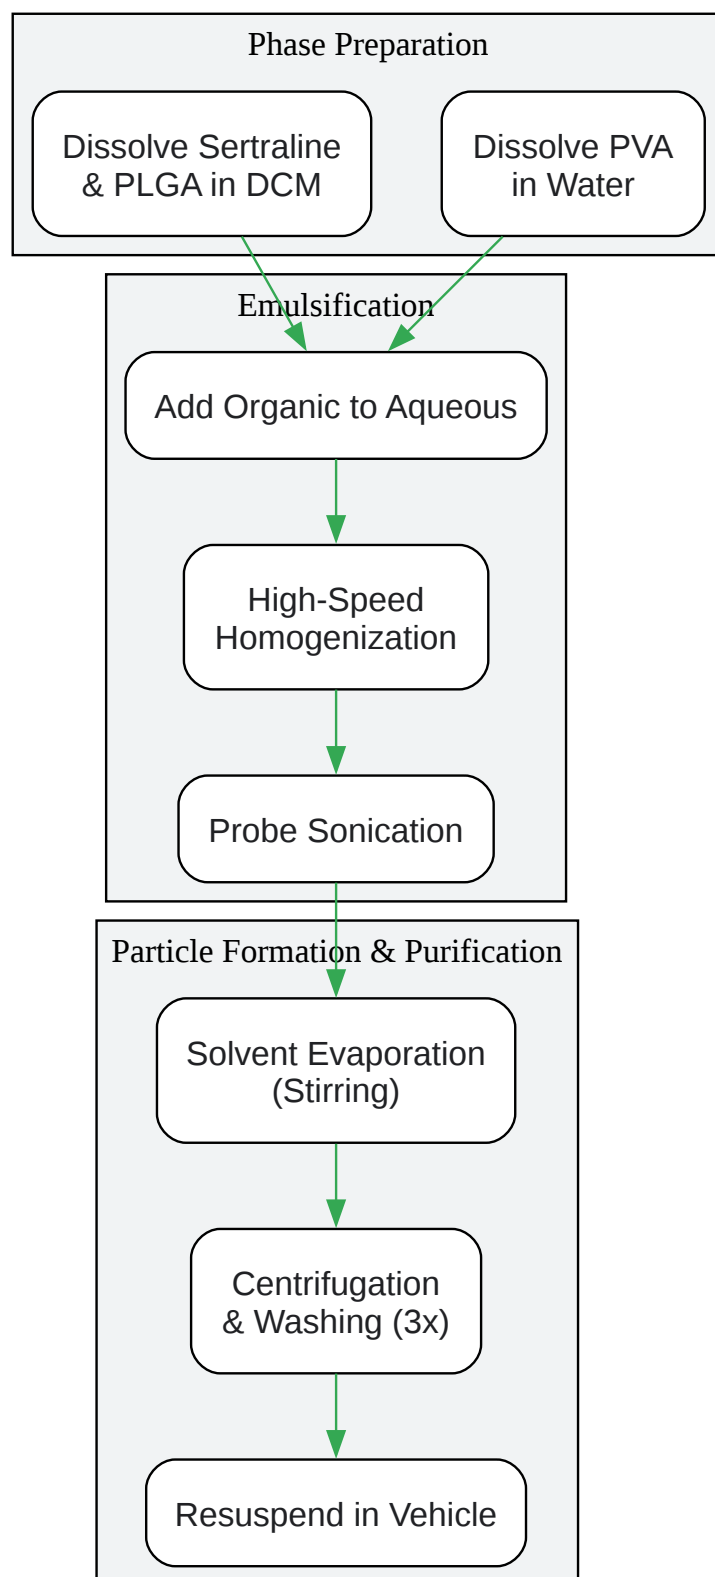 Phase Preparation
Dissolve Sertraline
& PLGA in DCM
Dissolve PVA
in Water
Emulsification
Add Organic to Aqueous
High-Speed
Homogenization
Probe Sonication
Particle Formation & Purification
Solvent Evaporation
(Stirring)
Centrifugation
& Washing (3x)
Resuspend in Vehicle